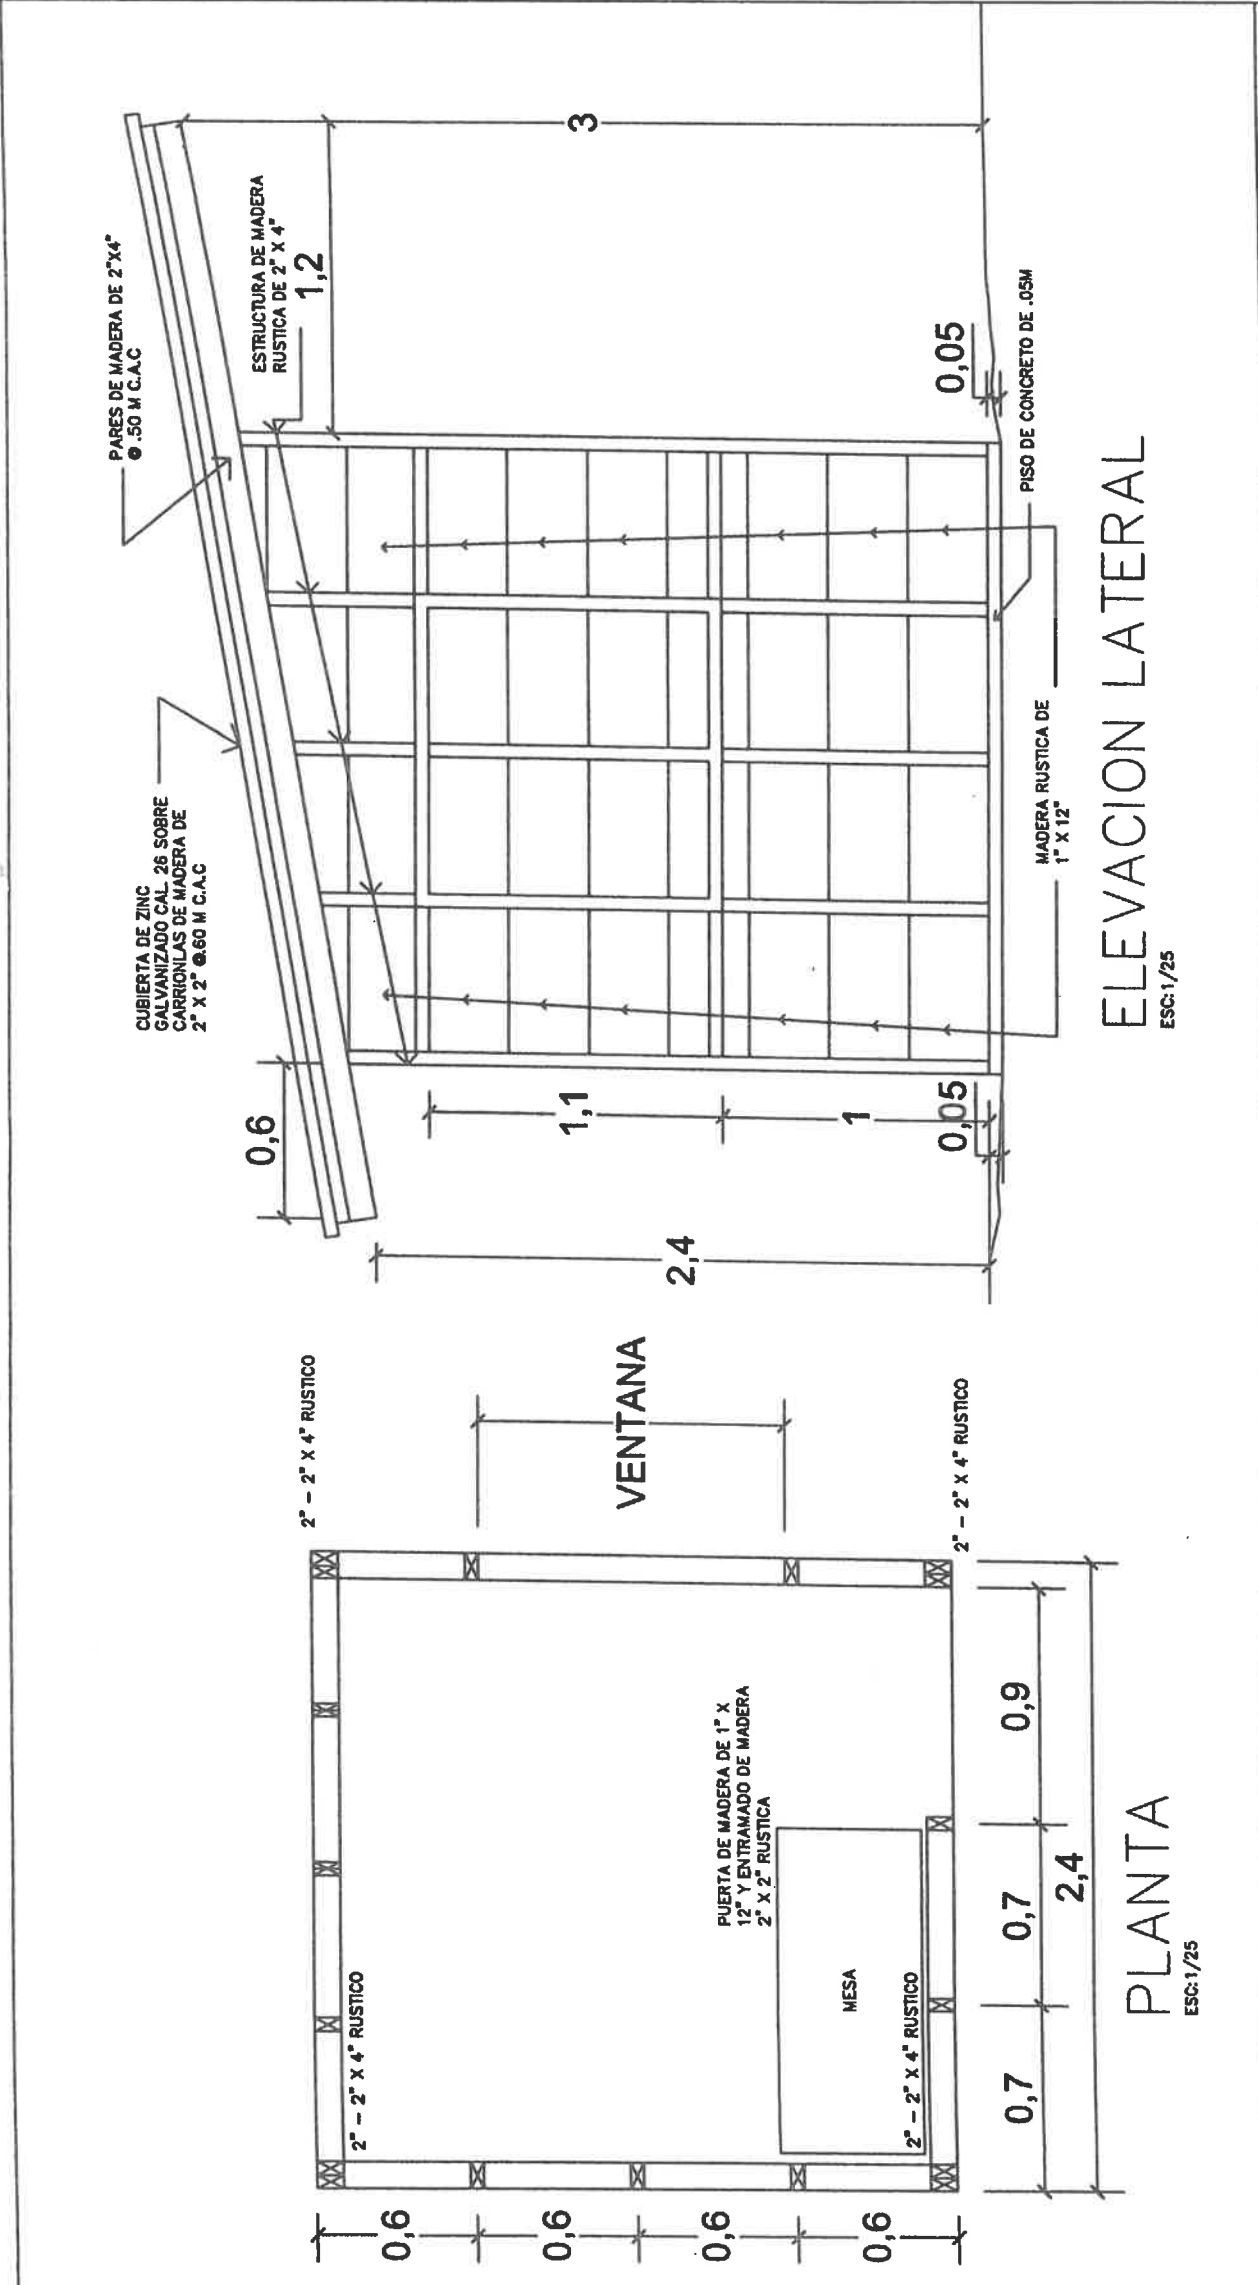 2" – 2" X 4" RUSTICO
2" – 2" X 4" RUSTICO
VENTANA
PUERTA DE MADERA DE 1" X
12" Y ENTRAMADO DE MADERA
2" X 2" RUSTICA
MESA
2" – 2" X 4" RUSTICO
2" – 2" X 4" RUSTICO
0,6
0,6
0,6
0,6
0,7
0,7
0,9
2,4
PLANTA
ESC:1/25
PARES DE MADERA DE 2"X4"
@ .50 M C.A.C
CUBIERTA DE ZINC
GALVANIZADO CAL. 26 SOBRE
CARRIONLAS DE MADERA DE
2" X 2" @.60 M C.A.C
ESTRUCTURA DE MADERA
RUSTICA DE 2" X 4"
1,2
0,6
3
2,4
1,1
1
0,05
0,05
PISO DE CONCRETO DE .05M
MADERA RUSTICA DE
1" X 12"
ELEVACION LATERAL
ESC:1/25